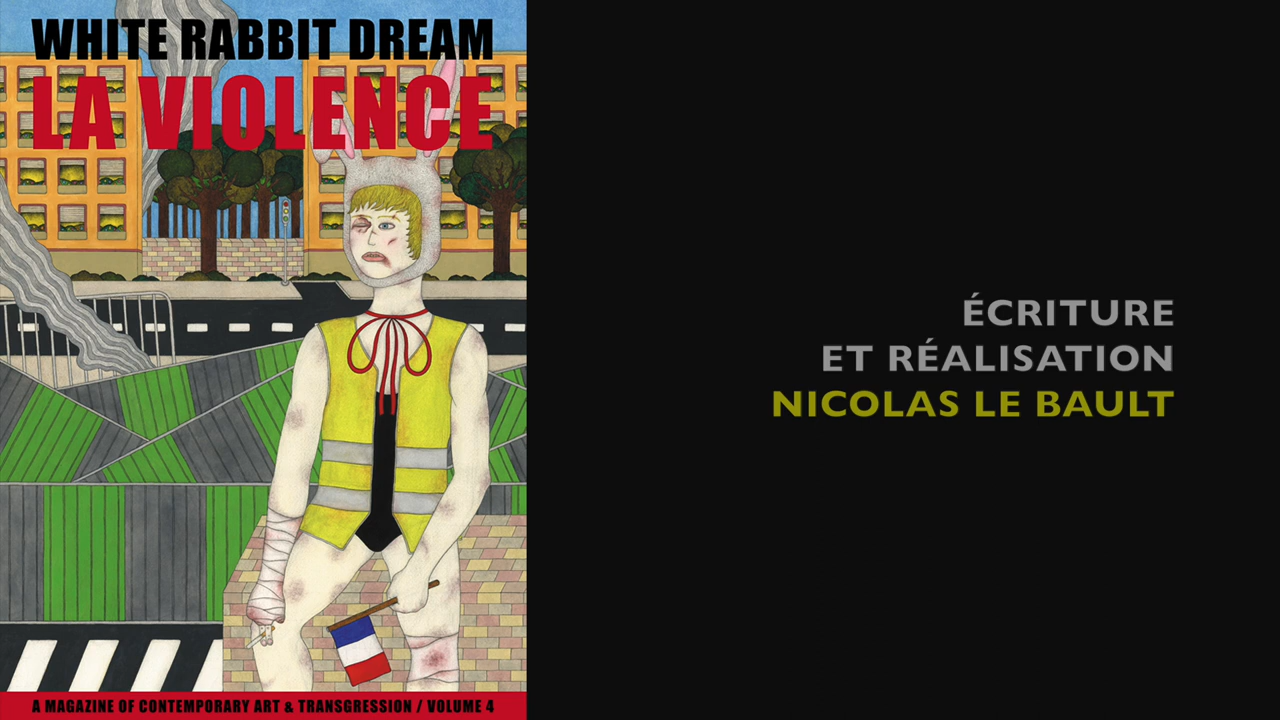 WHITE RABBIT DREAM
LA VIOLENCE
A MAGAZINE OF CONTEMPORARY ART & TRANSGRESSION / VOLUME 4
ÉCRITURE
ET RÉALISATION
NICOLAS LE BAULT